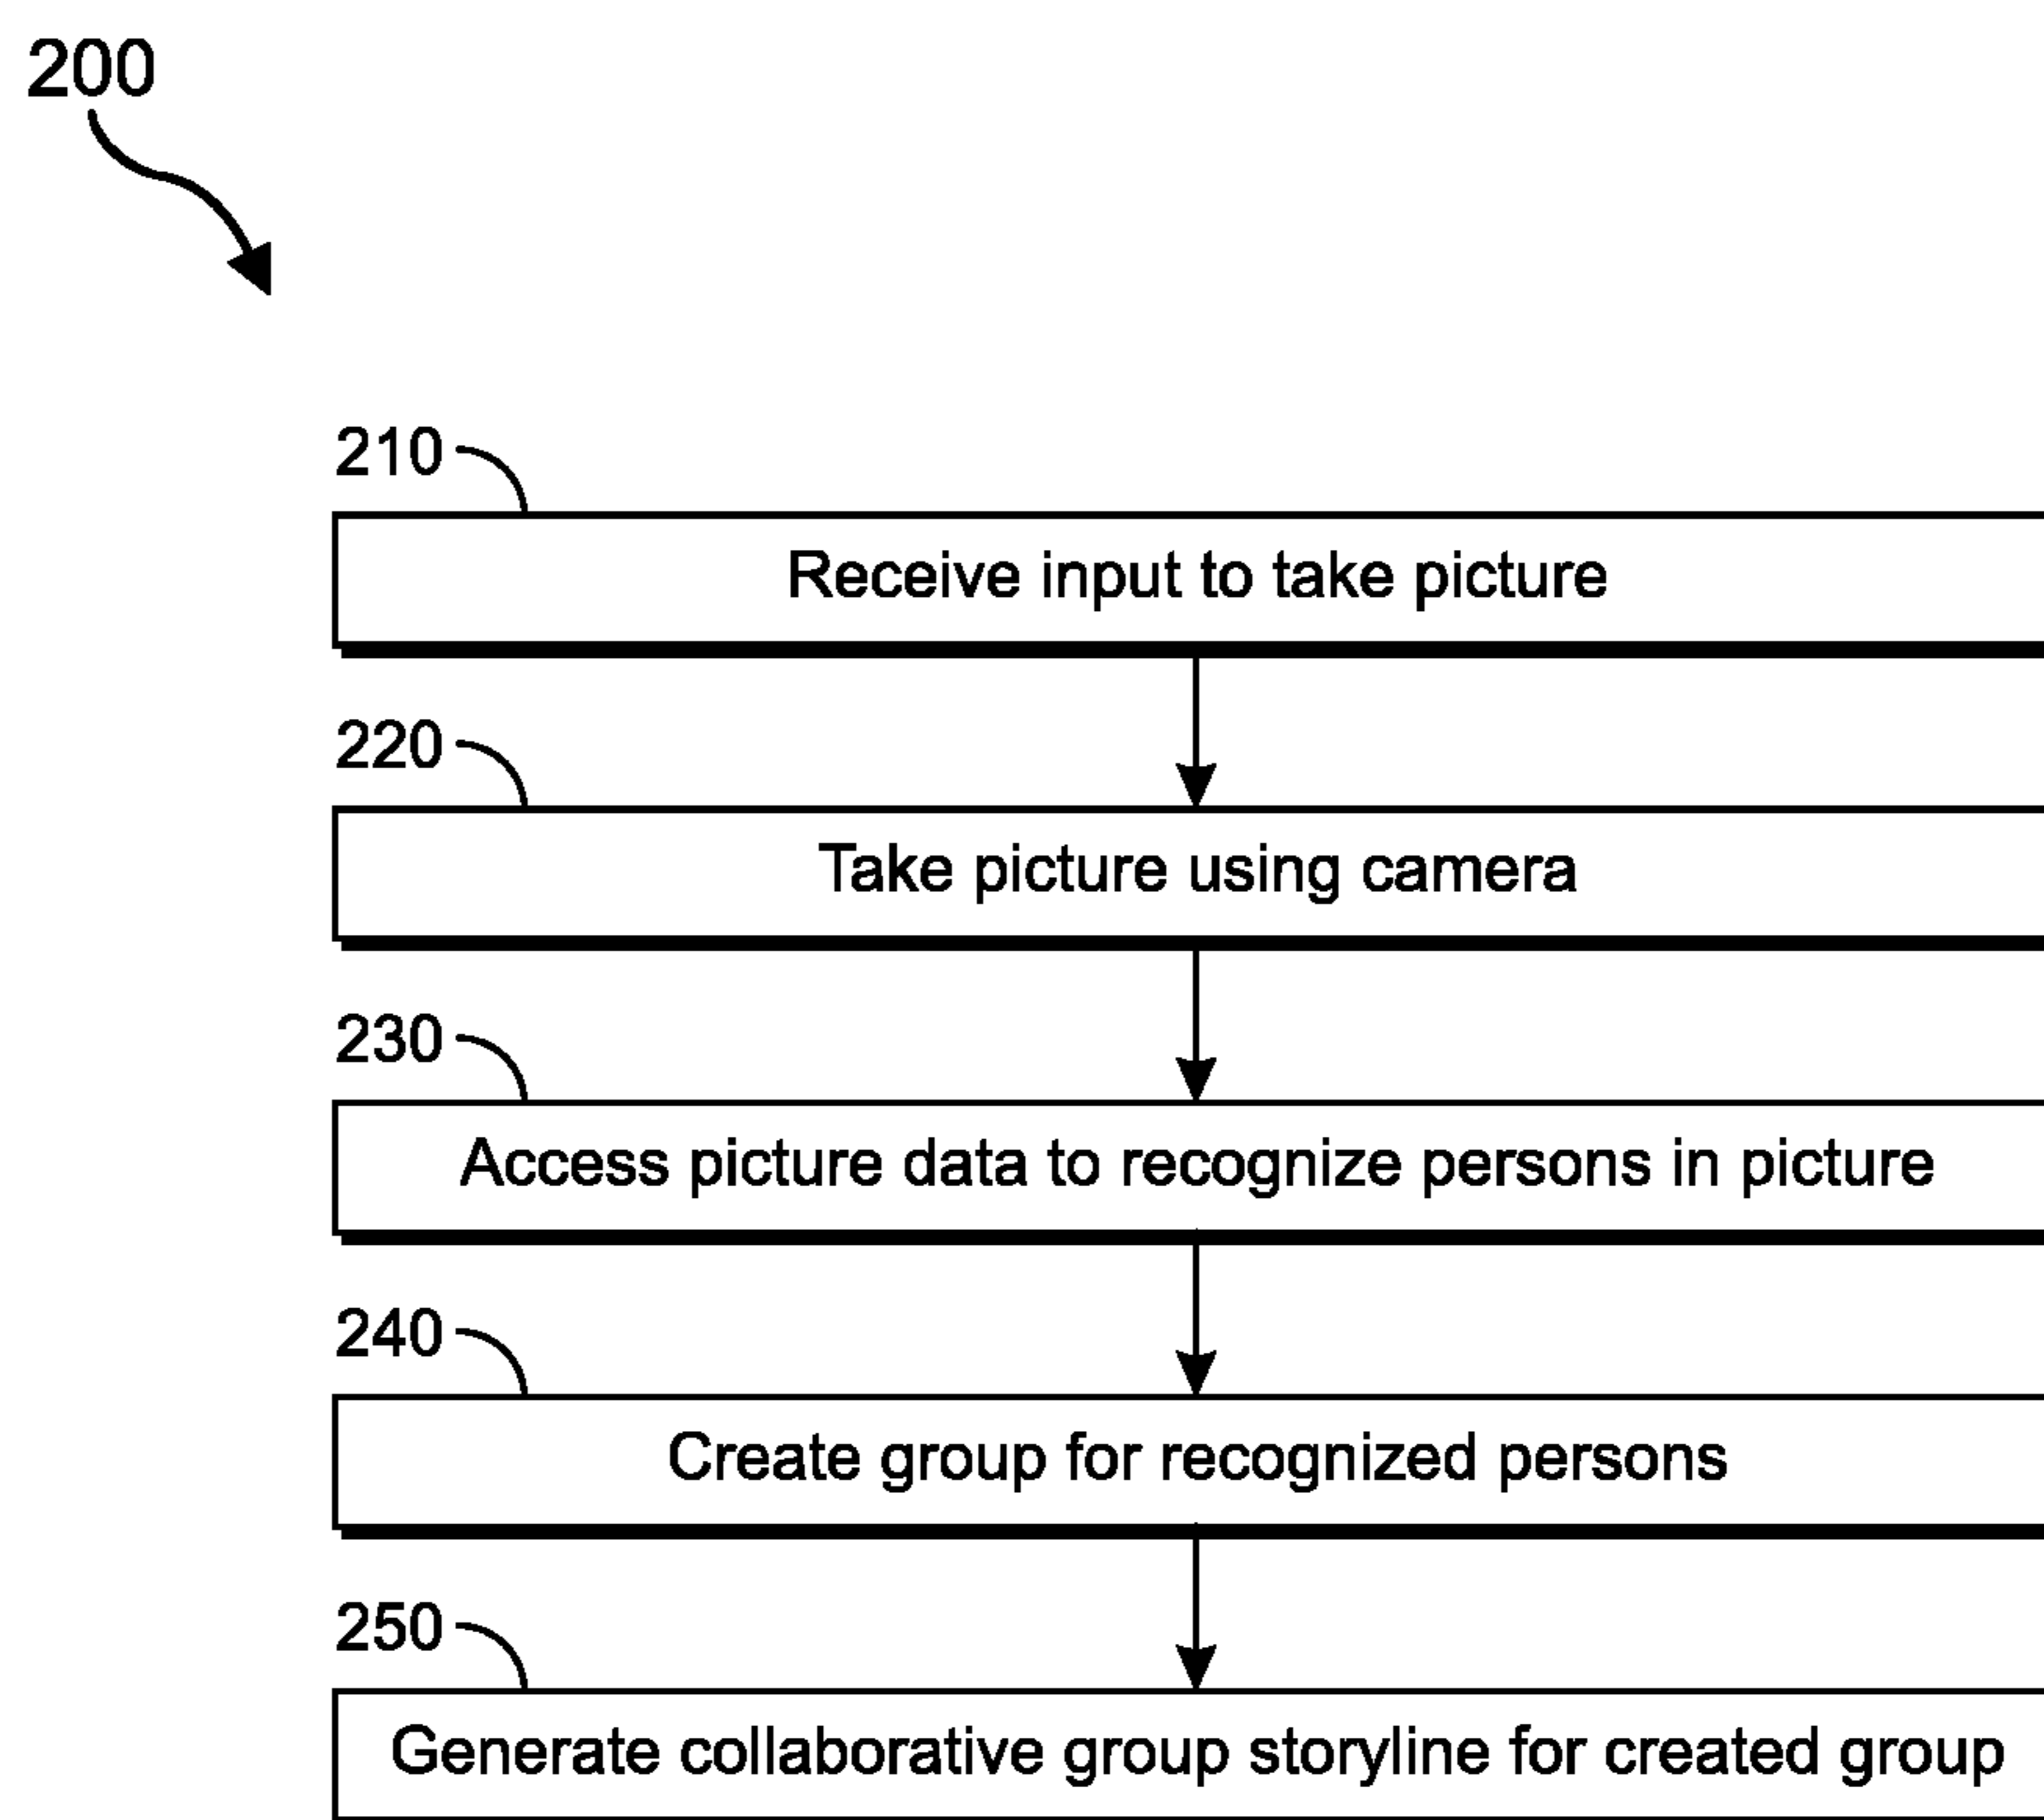 200
210
Receive input to take picture
220
Take picture using camera
230
Access picture data to recognize persons in picture
240
Create group for recognized persons
250
Generate collaborative group storyline for created group